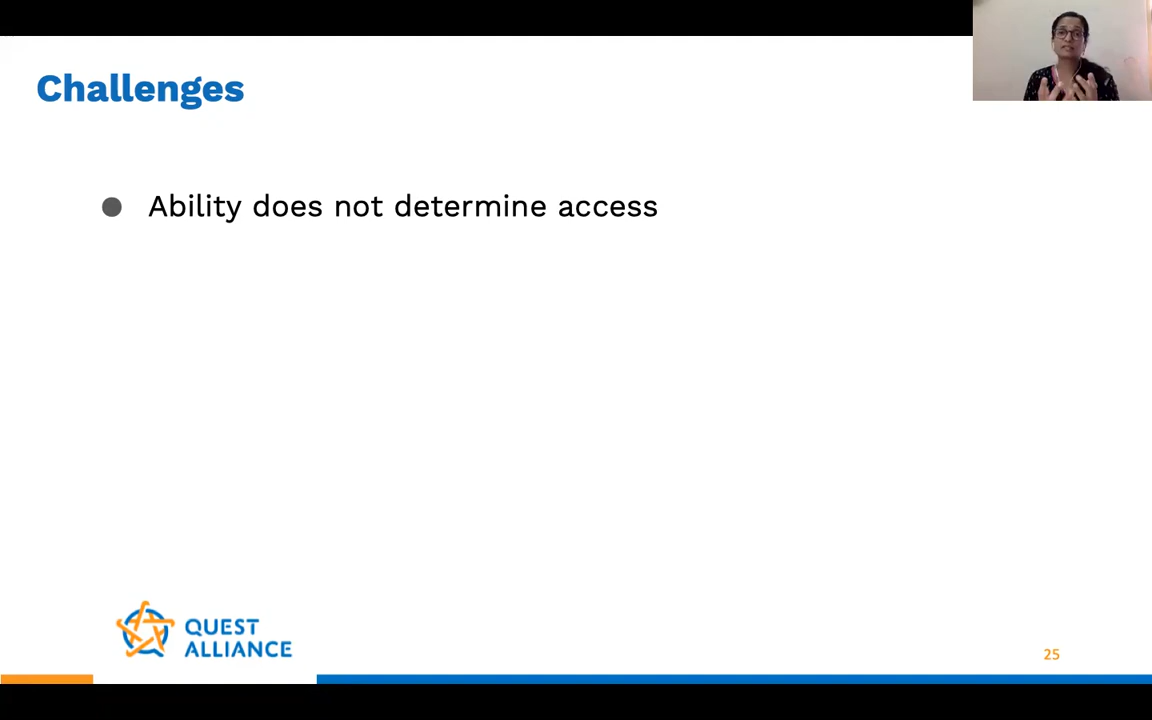 Challenges
● Ability does not determine access
QUEST
ALLIANCE
25